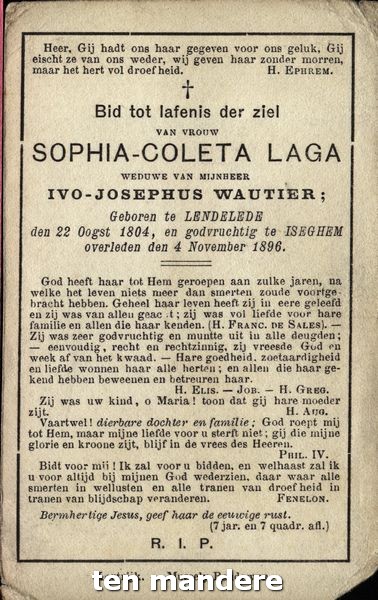 Heer, Gij hadt ons haar gegeven voor ons geluk, Gij
eischt ze van ons weder, wij geven haar zonder morren,
maar het hert vol droefheid. H. EPHREM.
†
Bid tot lafenis der ziel
VAN VROUW
SOPHIA-COLETA LAGA
WEDUWE VAN MIJNHEER
IVO-JOSEPHUS WAUTIER;
Geboren te LENDELEDE
den 22 Oogst 1804, en godvruchtig te ISEGHEM
overleden den 4 November 1896.
God heeft haar tot Hem geroepen aan zulke jaren, na
welke het leven niets meer dan smerten zoude voortge-
bracht hebben. Geheel haar leven heeft zij in eere geleefd
en zij was van allen geacht; zij was vol liefde voor hare
familie en allen die haar kenden. (H. FRANC. DE SALES). —
Zij was zeer godvruchtig en muntte uit in alle deugden;
— eenvoudig, recht en rechtzinnig, zij vreesde God en
week af van het kwaad. — Hare goedheid, zoetaardigheid
en liefde wonnen haar alle herten; en allen die haar ge-
kend hebben beweenen en betreuren haar.
H. ELIS. — JOB. — H. GREG.
Zij was uw kind, o Maria! toon dat gij hare moeder
zijt. H. AUG.
Vaartwel! dierbare dochter en familie; God roept mij
tot Hem, maar mijne liefde voor u sterft niet; gij die mijne
glorie en kroone zijt, blijf in de vrees des Heeren.
PHIL. IV.
Bidt voor mij! Ik zal voor u bidden, en welhaast zal ik
u voor altijd bij mijnen God wederzien, daar waar alle
smerten in wellusten en alle tranen van droefheid in
tranen van blijdschap veranderen. FENELON.
Bermhertige Jesus, geef haar de eeuwige rust.
(7 jar. en 7 quadr. afl.)
R. I. P.
ten mandere